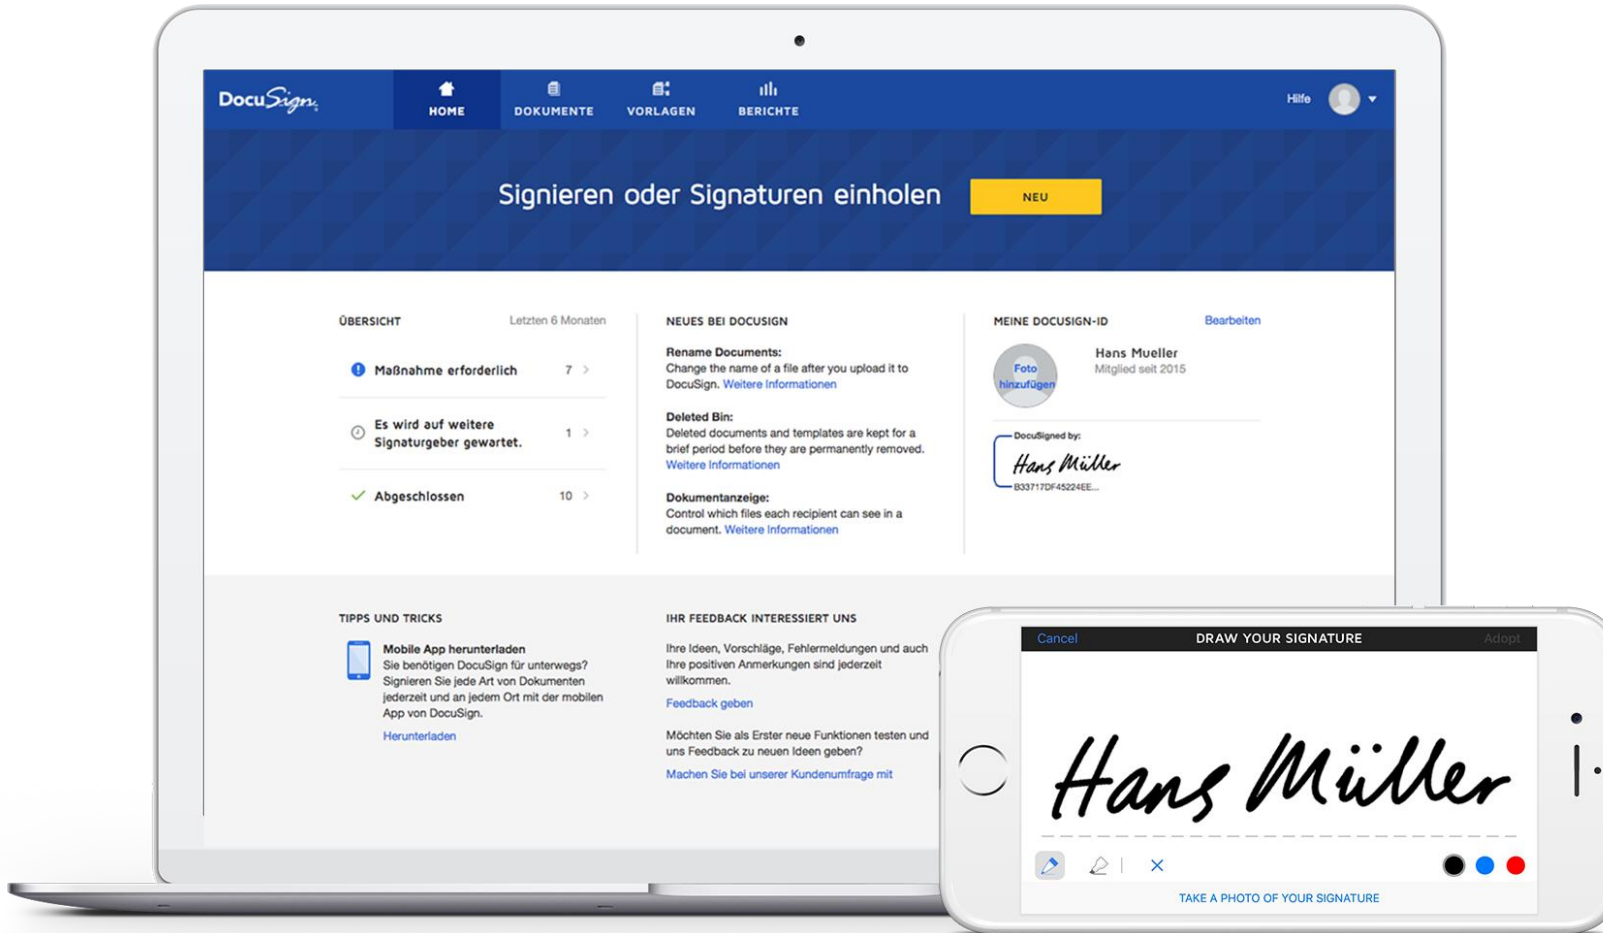 DocuSign
HOME
DOKUMENTE
VORLAGEN
BERICHTE
Hilfe
Signieren oder Signaturen einholen
NEU
ÜBERSICHT
Letzten 6 Monaten
Maßnahme erforderlich
7
Es wird auf weitere
Signaturgeber gewartet.
1
Abgeschlossen
10
NEUES BEI DOCUSIGN
Rename Documents:
Change the name of a file after you upload it to
DocuSign. Weitere Informationen
Deleted Bin:
Deleted documents and templates are kept for a
brief period before they are permanently removed.
Weitere Informationen
Dokumentanzeige:
Control which files each recipient can see in a
document. Weitere Informationen
MEINE DOCUSIGN-ID
Bearbeiten
Foto
hinzufügen
Hans Mueller
Mitglied seit 2015
DocuSigned by:
Hans Müller
B33717DF45224EE...
TIPPS UND TRICKS
Mobile App herunterladen
Sie benötigen DocuSign für unterwegs?
Signieren Sie jede Art von Dokumenten
jederzeit und an jedem Ort mit der mobilen
App von DocuSign.
Herunterladen
IHR FEEDBACK INTERESSIERT UNS
Ihre Ideen, Vorschläge, Fehlermeldungen und auch
Ihre positiven Anmerkungen sind jederzeit
willkommen.
Feedback geben
Möchten Sie als Erster neue Funktionen testen und
uns Feedback zu neuen Ideen geben?
Machen Sie bei unserer Kundenumfrage mit
Cancel
DRAW YOUR SIGNATURE
Adopt
Hans Müller
TAKE A PHOTO OF YOUR SIGNATURE